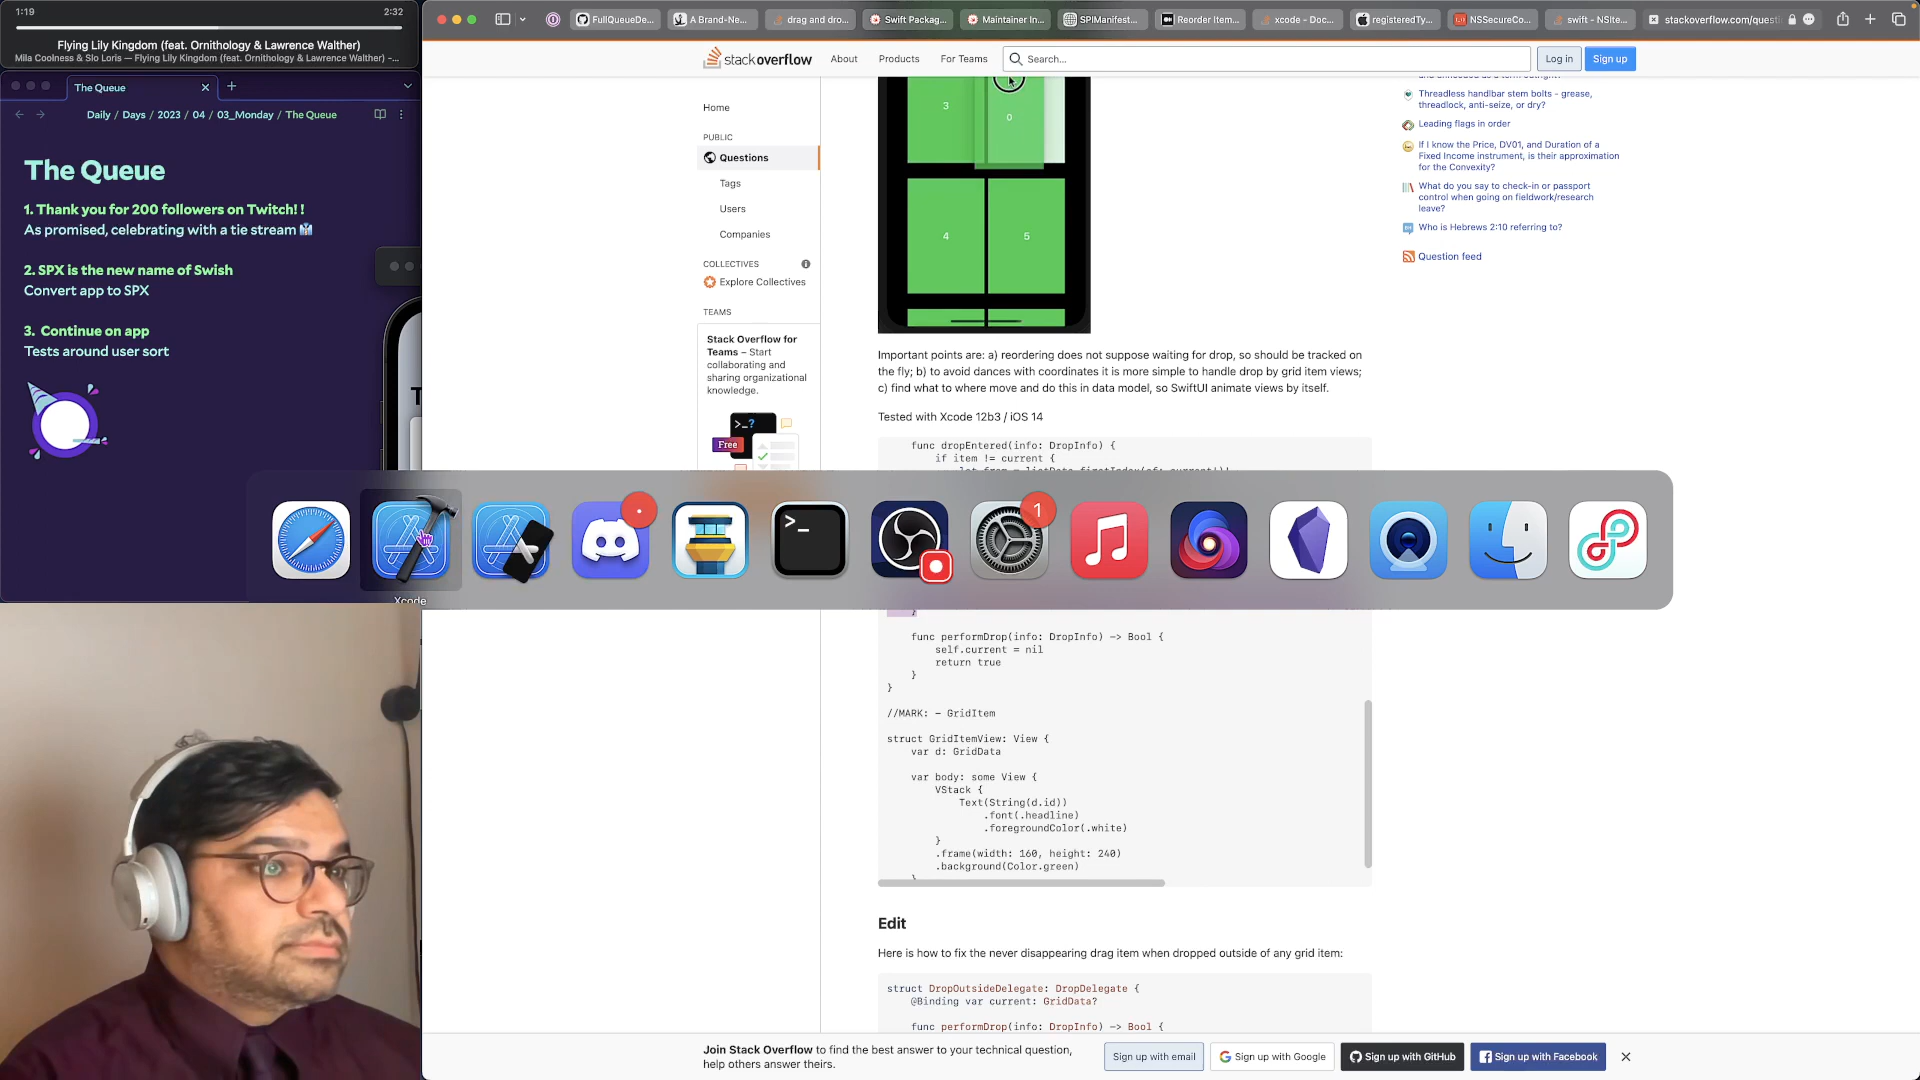 1:19
2:32
Flying Lily Kingdom (feat. Ornithology & Lawrence Walther)
Mila Coolness & Slo Loris — Flying Lily Kingdom (feat. Ornithology & Lawrence Walther) –...
The Queue
Daily / Days / 2023 / 04 / 03_Monday / The Queue
The Queue
1. Thank you for 200 followers on Twitch! !
As promised, celebrating with a tie stream
2. SPX is the new name of Swish
Convert app to SPX
3. Continue on app
Tests around user sort
FullQueueDe...
A Brand-Ne...
drag and dro...
Swift Packag...
Maintainer In...
SPIManifest...
Reorder Item...
xcode - Doc...
registeredTy...
NSSecureCo...
swift - NSIte...
stackoverflow.com/questi
stackoverflow
About
Products
For Teams
Search...
Log in
Sign up
Home
PUBLIC
Questions
Tags
Users
Companies
COLLECTIVES
Explore Collectives
TEAMS
Stack Overflow for
Teams – Start
collaborating and
sharing organizational
knowledge.
>_?
Free
3
0
4
5
Important points are: a) reordering does not suppose waiting for drop, so should be tracked on
the fly; b) to avoid dances with coordinates it is more simple to handle drop by grid item views;
c) find what to where move and do this in data model, so SwiftUI animate views by itself.
Tested with Xcode 12b3 / iOS 14
func dropEntered(info: DropInfo) {
if item != current {
Xcode
>_
1
}
func performDrop(info: DropInfo) -> Bool {
self.current = nil
return true
}
}
//MARK: - GridItem
struct GridItemView: View {
var d: GridData
var body: some View {
VStack {
Text(String(d.id))
.font(.headline)
.foregroundColor(.white)
}
.frame(width: 160, height: 240)
.background(Color.green)
}
Edit
Here is how to fix the never disappearing drag item when dropped outside of any grid item:
struct DropOutsideDelegate: DropDelegate {
@Binding var current: GridData?
func performDrop(info: DropInfo) -> Bool {
Threadless handlbar stem bolts - grease,
threadlock, anti-seize, or dry?
Leading flags in order
If I know the Price, DV01, and Duration of a
Fixed Income instrument, is their approximation
for the Convexity?
What do you say to check-in or passport
control when going on fieldwork/research
leave?
Who is Hebrews 2:10 referring to?
Question feed
Join Stack Overflow to find the best answer to your technical question,
help others answer theirs.
Sign up with email
Sign up with Google
Sign up with GitHub
Sign up with Facebook